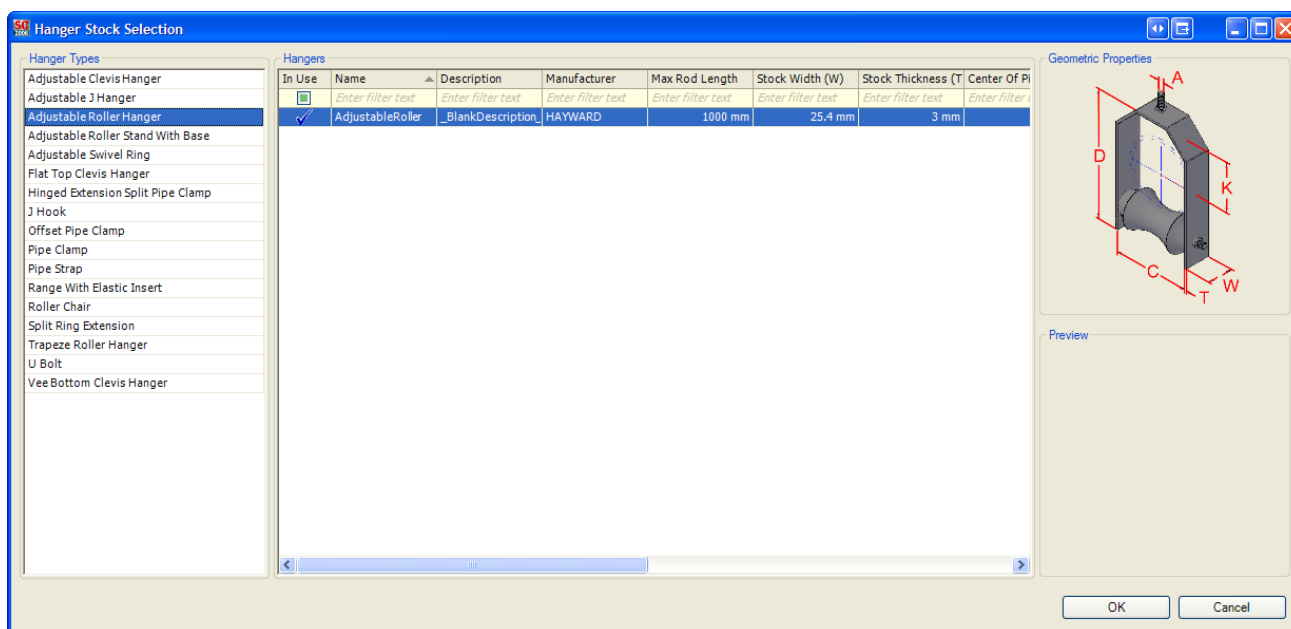 SQ 2000 Hanger Stock Selection
Hanger Types
Adjustable Clevis Hanger
Adjustable J Hanger
Adjustable Roller Hanger
Adjustable Roller Stand With Base
Adjustable Swivel Ring
Flat Top Clevis Hanger
Hinged Extension Split Pipe Clamp
J Hook
Offset Pipe Clamp
Pipe Clamp
Pipe Strap
Range With Elastic Insert
Roller Chair
Split Ring Extension
Trapeze Roller Hanger
U Bolt
Vee Bottom Clevis Hanger
Hangers
In Use Name Description Manufacturer Max Rod Length Stock Width (W) Stock Thickness (T Center Of Pi
Enter filter text Enter filter text Enter filter text Enter filter text Enter filter text Enter filter text Enter filter
AdjustableRoller _BlankDescription_ HAYWARD 1000 mm 25.4 mm 3 mm
Geometric Properties
A
D
K
C
W
T
Preview
OK Cancel